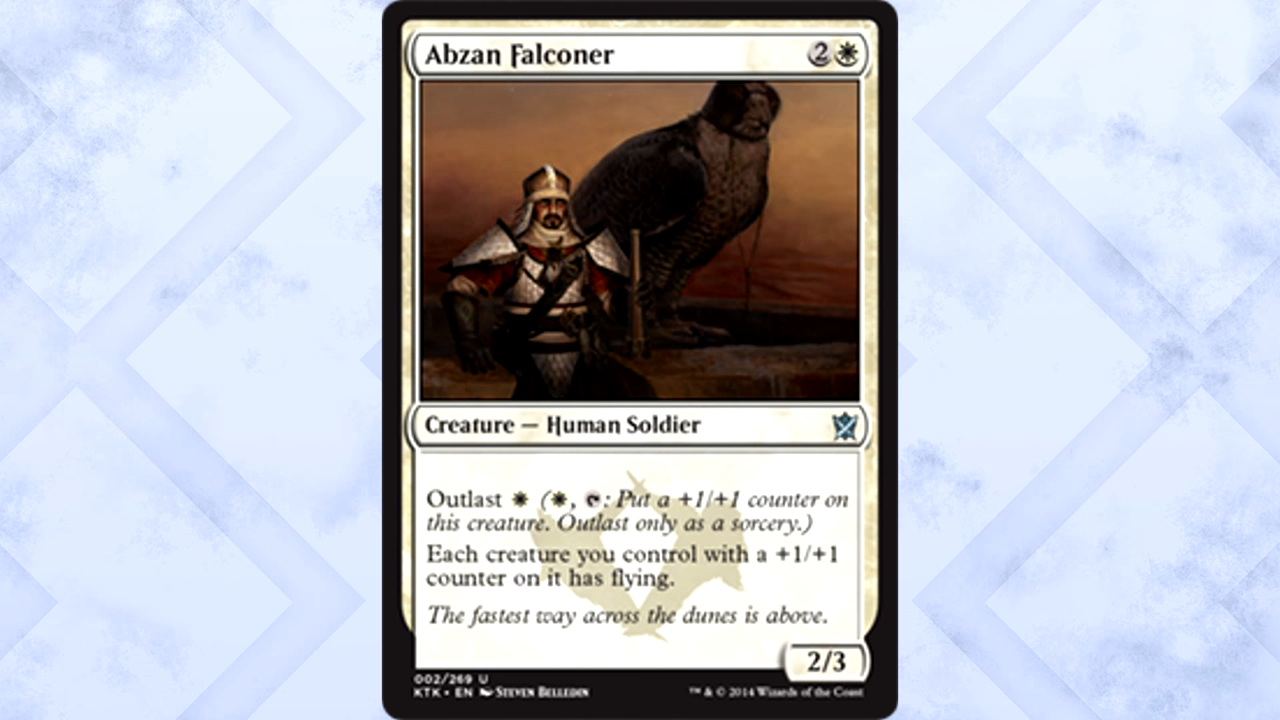 Abzan Falconer 2
Creature — Human Soldier
Outlast (, : Put a +1/+1 counter on
this creature. Outlast only as a sorcery.)
Each creature you control with a +1/+1
counter on it has flying.
The fastest way across the dunes is above.
2/3
002/269 U
KTK • EN Steven Belledin
™ & © 2014 Wizards of the Coast